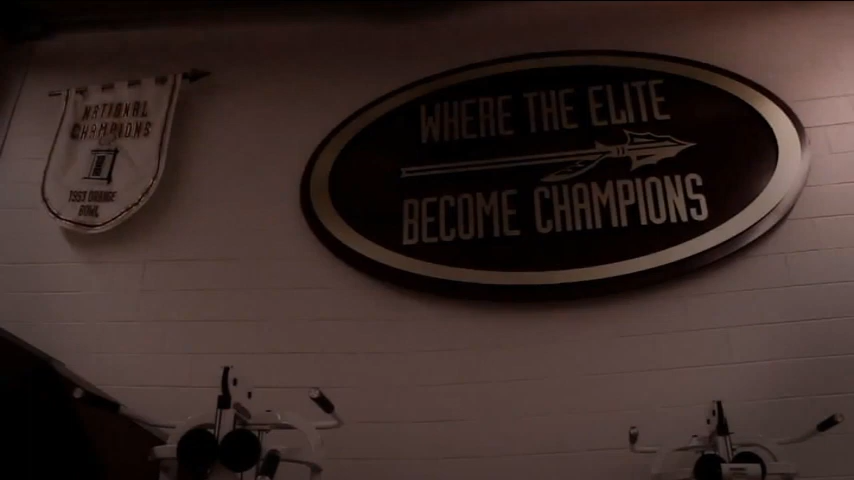 NATIONAL
CHAMPIONS
1993 ORANGE
BOWL
WHERE THE ELITE
BECOME CHAMPIONS